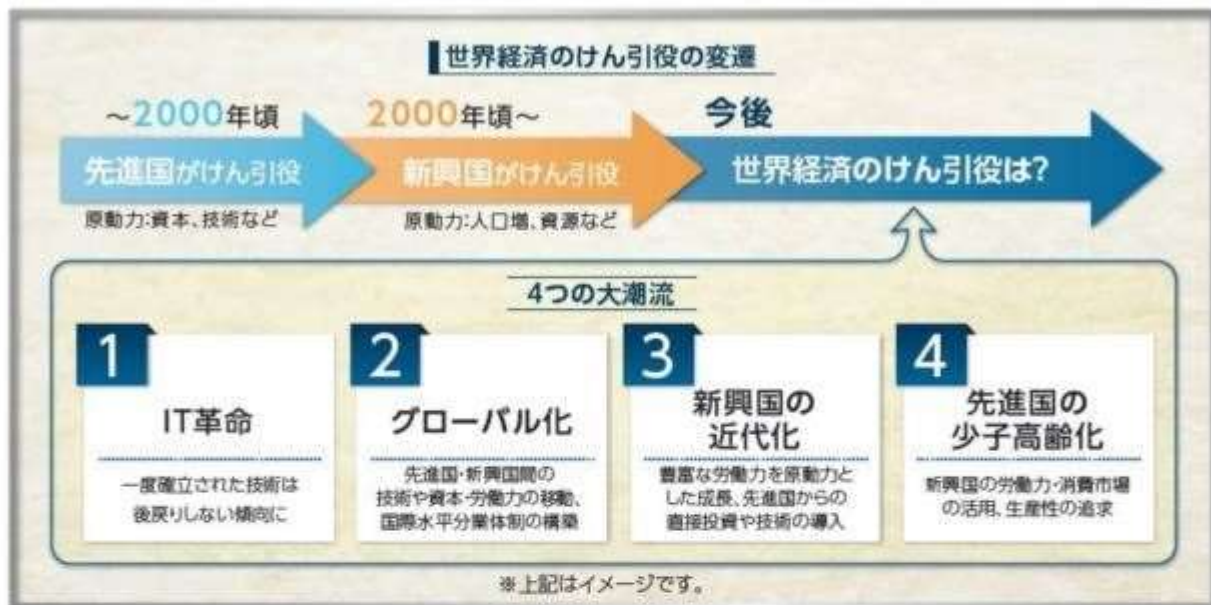 世界経済のけん引役の変遷
～2000年頃
2000年頃～
今後
先進国がけん引役
新興国がけん引役
世界経済のけん引役は?
原動力:資本、技術など
原動力:人口増、資源など
4つの大潮流
1
IT革命
一度確立された技術は
後戻りしない傾向に
2
グローバル化
先進国・新興国間の
技術や資本・労働力の移動、
国際水平分業体制の構築
3
新興国の
近代化
豊富な労働力を原動力と
した成長、先進国からの
直接投資や技術の導入
4
先進国の
少子高齢化
新興国の労働力・消費市場
の活用、生産性の追求
※上記はイメージです。